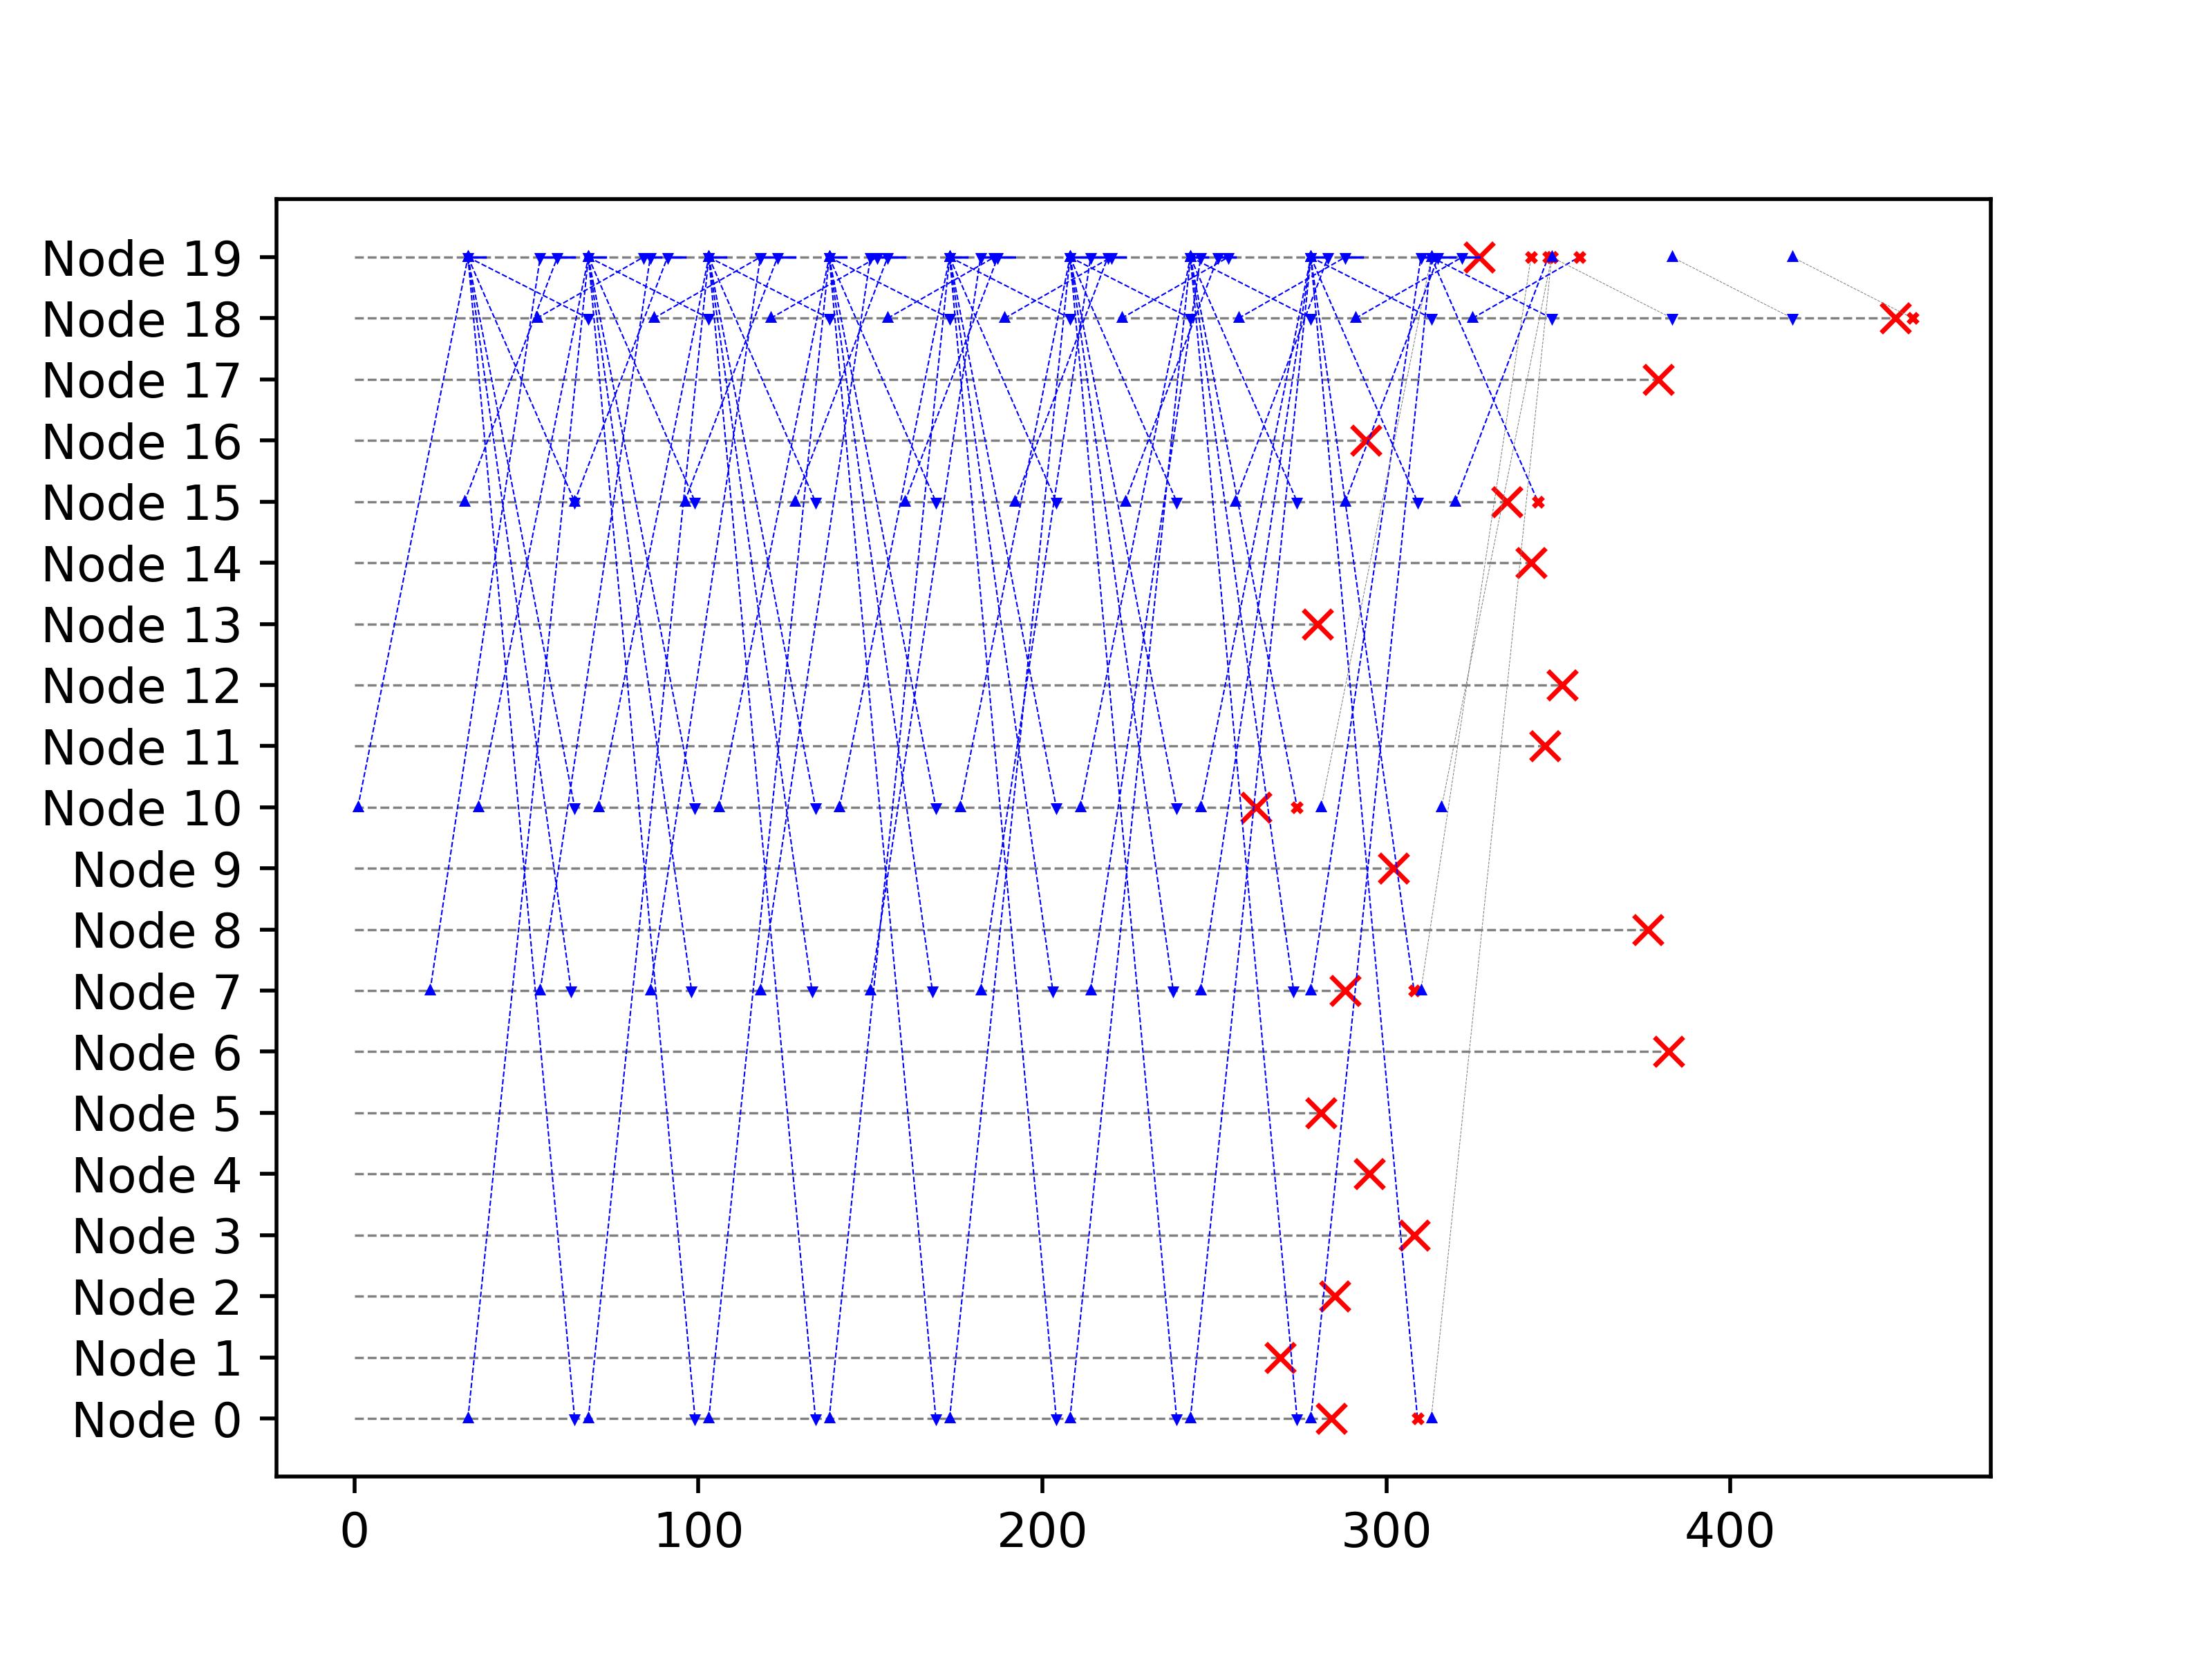 Node 19
Node 18
Node 17
Node 16
Node 15
Node 14
Node 13
Node 12
Node 11
Node 10
Node 9
Node 8
Node 7
Node 6
Node 5
Node 4
Node 3
Node 2
Node 1
Node 0
0 100 200 300 400